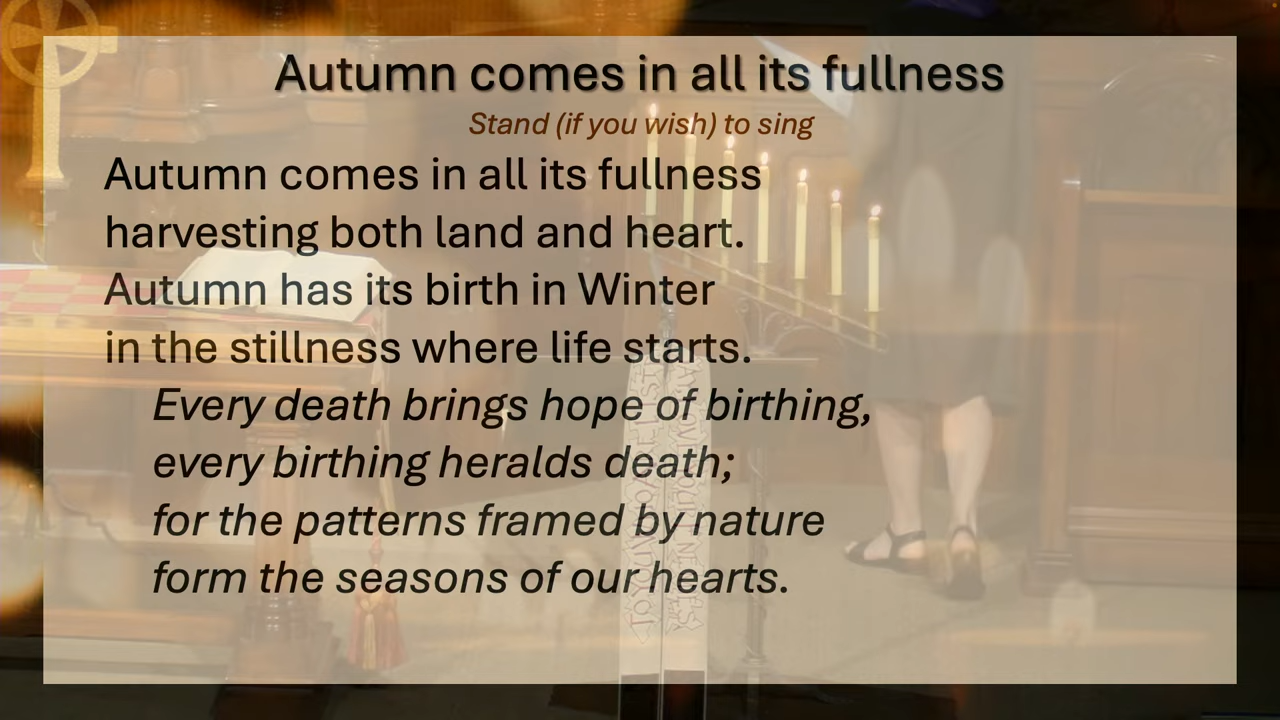 Autumn comes in all its fullness
Stand (if you wish) to sing
Autumn comes in all its fullness
harvesting both land and heart.
Autumn has its birth in Winter
in the stillness where life starts.
Every death brings hope of birthing,
every birthing heralds death;
for the patterns framed by nature
form the seasons of our hearts.